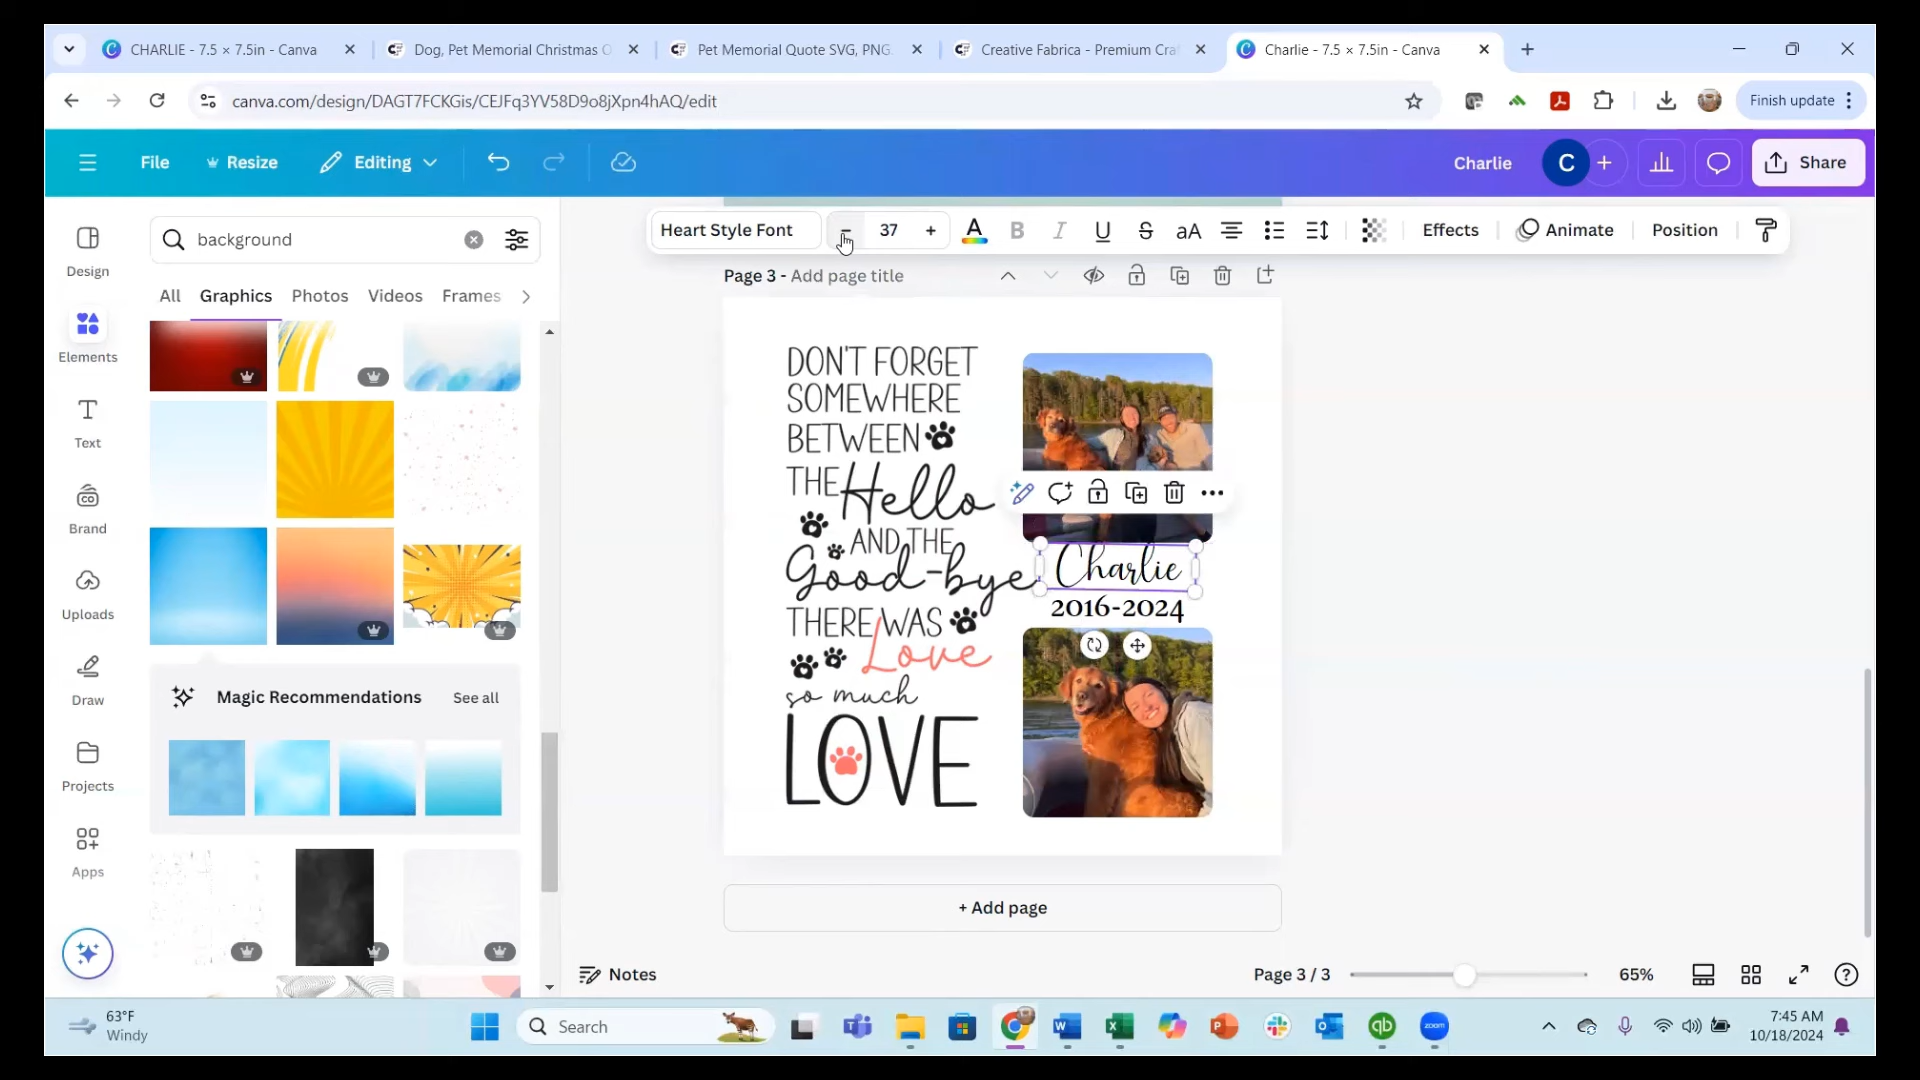 CHARLIE - 7.5 × 7.5in - Canva
Dog, Pet Memorial Christmas O
Pet Memorial Quote SVG, PNG.
Creative Fabrica - Premium Cra
Charlie - 7.5 × 7.5in - Canva
canva.com/design/DAGT7FCKGis/CEJFq3YV58D9o8jXpn4hAQ/edit
Finish update
File
Resize
Editing
Charlie
C
Share
Design
Elements
Text
Brand
Uploads
Draw
Projects
Apps
background
All
Graphics
Photos
Videos
Frames
Magic Recommendations
See all
Heart Style Font
37
A
B
I
U
S
aA
Effects
Animate
Position
Page 3 - Add page title
DON'T FORGET
SOMEWHERE
BETWEEN
THE Hello
AND THE
Good-bye
THERE WAS
Love
so much
LOVE
Charlie
2016-2024
+ Add page
Notes
Page 3 / 3
65%
63°F
Windy
Search
zoom
7:45 AM
10/18/2024